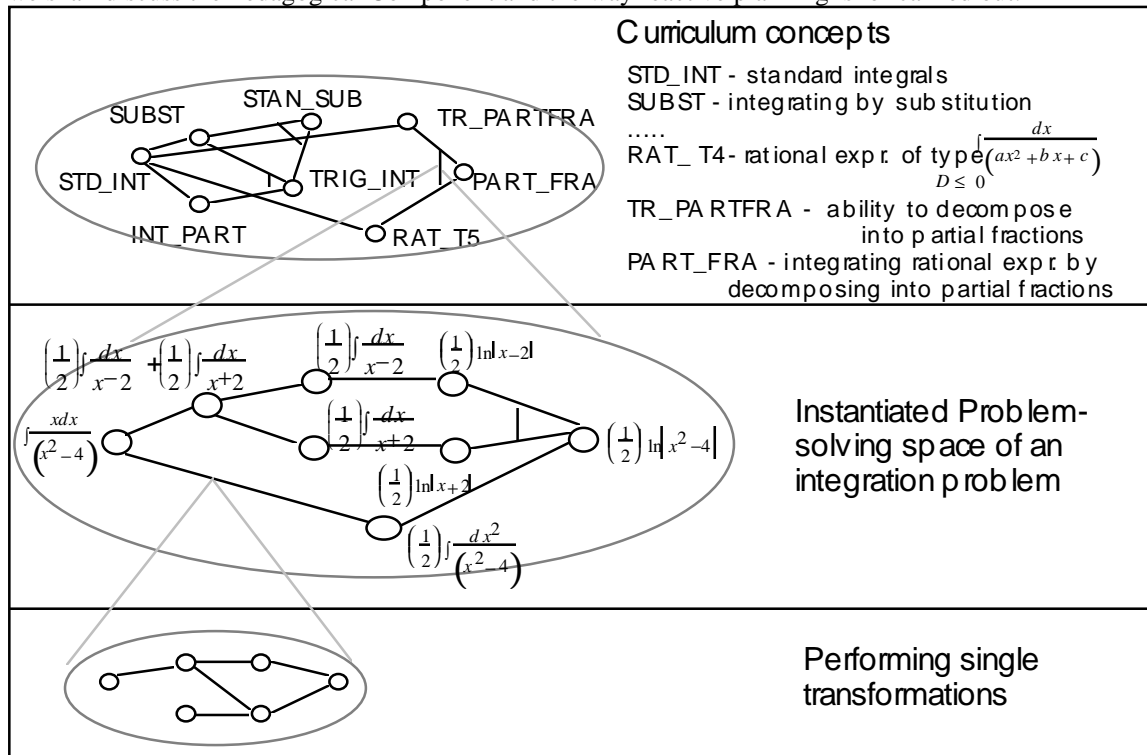 Curriculum concepts
STD_INT - standard integrals
SUBST - integrating by substitution
.....
RAT_T4 - rational expr. of type ∫ dx/(ax² + bx + c)
D ≤ 0
TR_PARTFRA - ability to decompose
into partial fractions
PART_FRA - integrating rational expr. by
decomposing into partial fractions
STAN_SUB
SUBST
TR_PARTFRA
STD_INT
TRIG_INT
PART_FRA
INT_PART
RAT_T5
(1/2) ∫ dx/(x-2) + (1/2) ∫ dx/(x+2)
(1/2) ∫ dx/(x-2)
(1/2) ln|x-2|
∫ xdx/(x²-4)
(1/2) ∫ dx/(x+2)
(1/2) ln|x²-4|
(1/2) ln|x+2|
(1/2) ∫ dx²/(x²-4)
Instantiated Problem-
solving space of an
integration problem
Performing single
transformations